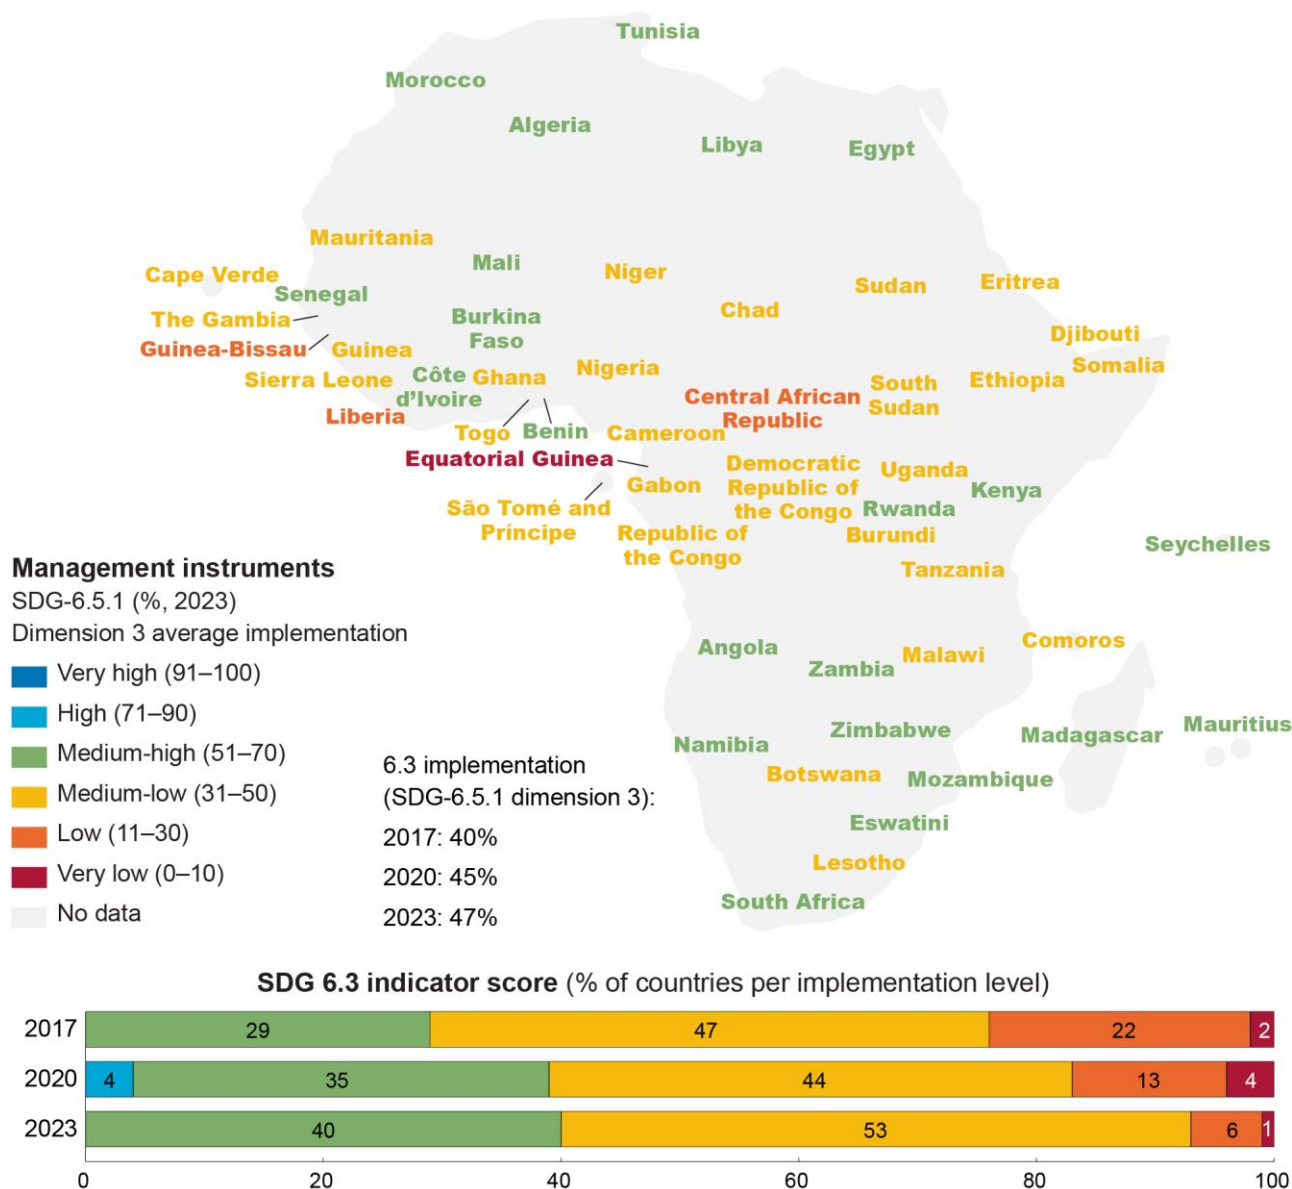 Tunisia
Morocco
Algeria
Libya
Egypt
Mauritania
Mali
Niger
Cape Verde
Senegal
Sudan
Eritrea
Chad
The Gambia
Burkina
Faso
Djibouti
Guinea-Bissau
Guinea
Nigeria
Somalia
Sierra Leone
Côte
d’Ivoire
Ghana
South
Sudan
Ethiopia
Central African
Republic
Liberia
Togo
Benin
Cameroon
Equatorial Guinea
Democratic
Republic of
the Congo
Uganda
Gabon
Kenya
São Tomé and
Príncipe
Rwanda
Republic of
the Congo
Burundi
Seychelles
Tanzania
Management instruments
SDG-6.5.1 (%, 2023)
Dimension 3 average implementation
Very high (91–100)
High (71–90)
Medium-high (51–70)
Medium-low (31–50)
Low (11–30)
Very low (0–10)
No data
Angola
Zambia
Malawi
Comoros
Namibia
Zimbabwe
Madagascar
Mauritius
Botswana
Mozambique
Eswatini
Lesotho
South Africa
6.3 implementation
(SDG-6.5.1 dimension 3):
2017: 40%
2020: 45%
2023: 47%
SDG 6.3 indicator score (% of countries per implementation level)
2017 29 47 22 2
2020 4 35 44 13 4
2023 40 53 6 1
0 20 40 60 80 100